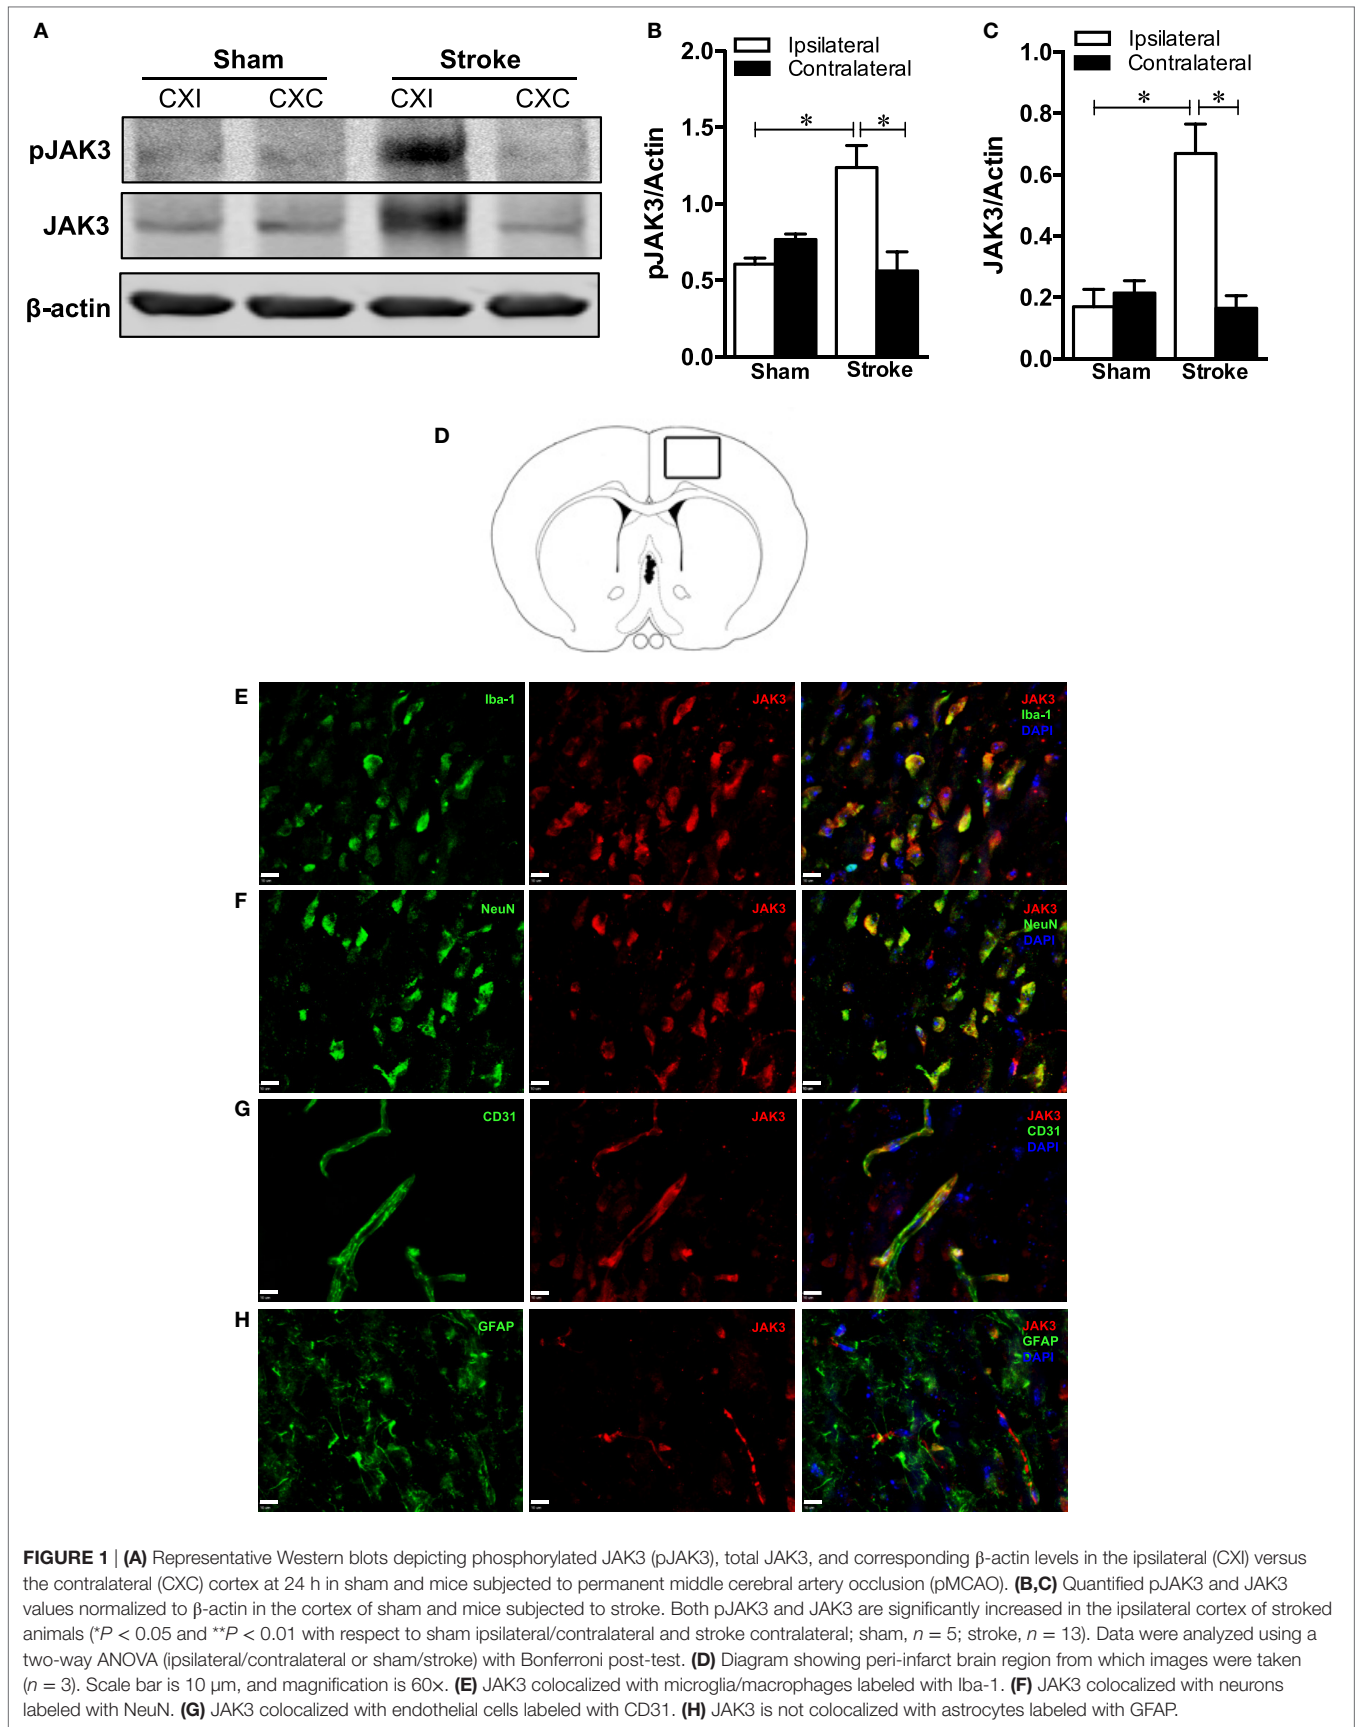 A
Sham Stroke
CXI CXC CXI CXC
pJAK3
JAK3
β-actin
B
Ipsilateral
Contralateral
2.0
1.5
1.0
0.5
0.0
pJAK3/Actin
* *
Sham Stroke
C
Ipsilateral
Contralateral
1.0
0.8
0.6
0.4
0.2
0.0
JAK3/Actin
* *
Sham Stroke
D
E
Iba-1
JAK3
JAK3
Iba-1
DAPI
F
NeuN
JAK3
JAK3
NeuN
DAPI
G
CD31
JAK3
JAK3
CD31
DAPI
H
GFAP
JAK3
JAK3
GFAP
DAPI
FIGURE 1 | (A) Representative Western blots depicting phosphorylated JAK3 (pJAK3), total JAK3, and corresponding β-actin levels in the ipsilateral (CXI) versus
the contralateral (CXC) cortex at 24 h in sham and mice subjected to permanent middle cerebral artery occlusion (pMCAO). (B,C) Quantified pJAK3 and JAK3
values normalized to β-actin in the cortex of sham and mice subjected to stroke. Both pJAK3 and JAK3 are significantly increased in the ipsilateral cortex of stroked
animals (*P < 0.05 and **P < 0.01 with respect to sham ipsilateral/contralateral and stroke contralateral; sham, n = 5; stroke, n = 13). Data were analyzed using a
two-way ANOVA (ipsilateral/contralateral or sham/stroke) with Bonferroni post-test. (D) Diagram showing peri-infarct brain region from which images were taken
(n = 3). Scale bar is 10 μm, and magnification is 60×. (E) JAK3 colocalized with microglia/macrophages labeled with Iba-1. (F) JAK3 colocalized with neurons
labeled with NeuN. (G) JAK3 colocalized with endothelial cells labeled with CD31. (H) JAK3 is not colocalized with astrocytes labeled with GFAP.